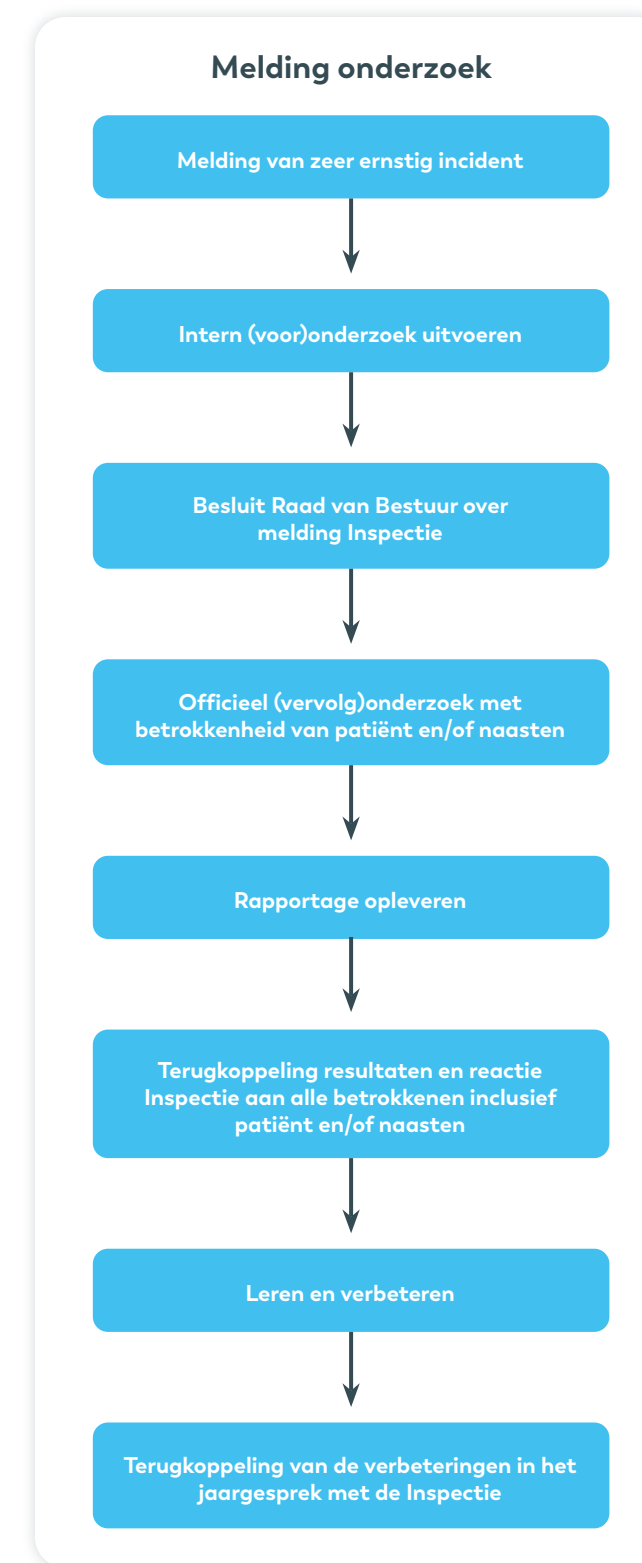 Melding onderzoek
Melding van zeer ernstig incident
Intern (voor)onderzoek uitvoeren
Besluit Raad van Bestuur over
melding Inspectie
Officieel (vervolg)onderzoek met
betrokkenheid van patiënt en/of naasten
Rapportage opleveren
Terugkoppeling resultaten en reactie
Inspectie aan alle betrokkenen inclusief
patiënt en/of naasten
Leren en verbeteren
Terugkoppeling van de verbeteringen in het
jaargesprek met de Inspectie